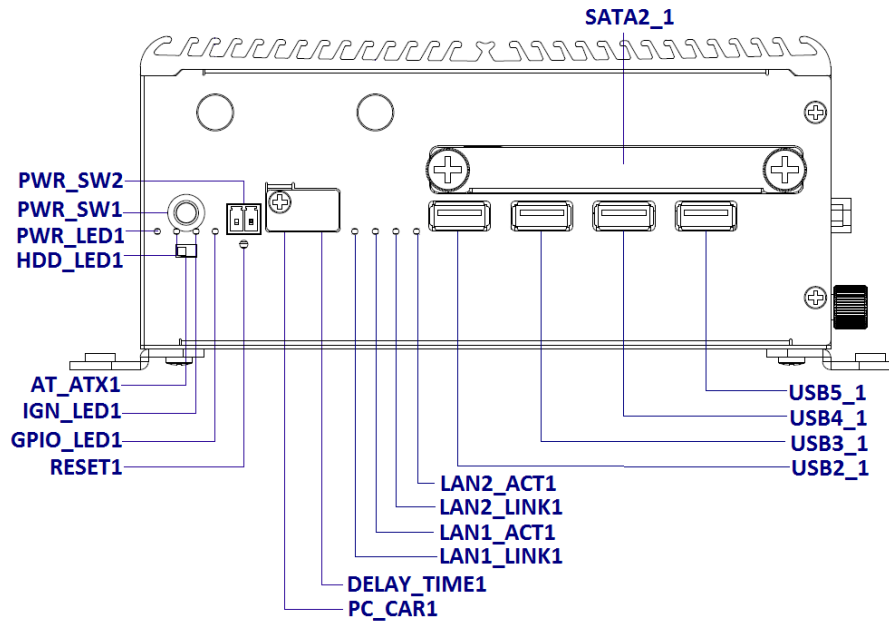 SATA2_1
PWR_SW2
PWR_SW1
PWR_LED1
HDD_LED1
AT_ATX1
IGN_LED1
GPIO_LED1
RESET1
USB5_1
USB4_1
USB3_1
USB2_1
LAN2_ACT1
LAN2_LINK1
LAN1_ACT1
LAN1_LINK1
DELAY_TIME1
PC_CAR1